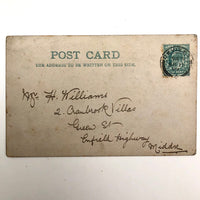 POST CARD
THE ADDRESS TO BE WRITTEN ON THIS SIDE.
H. Williams
2. Cranbrook Villas
Green St
Enfield Highway
Middx